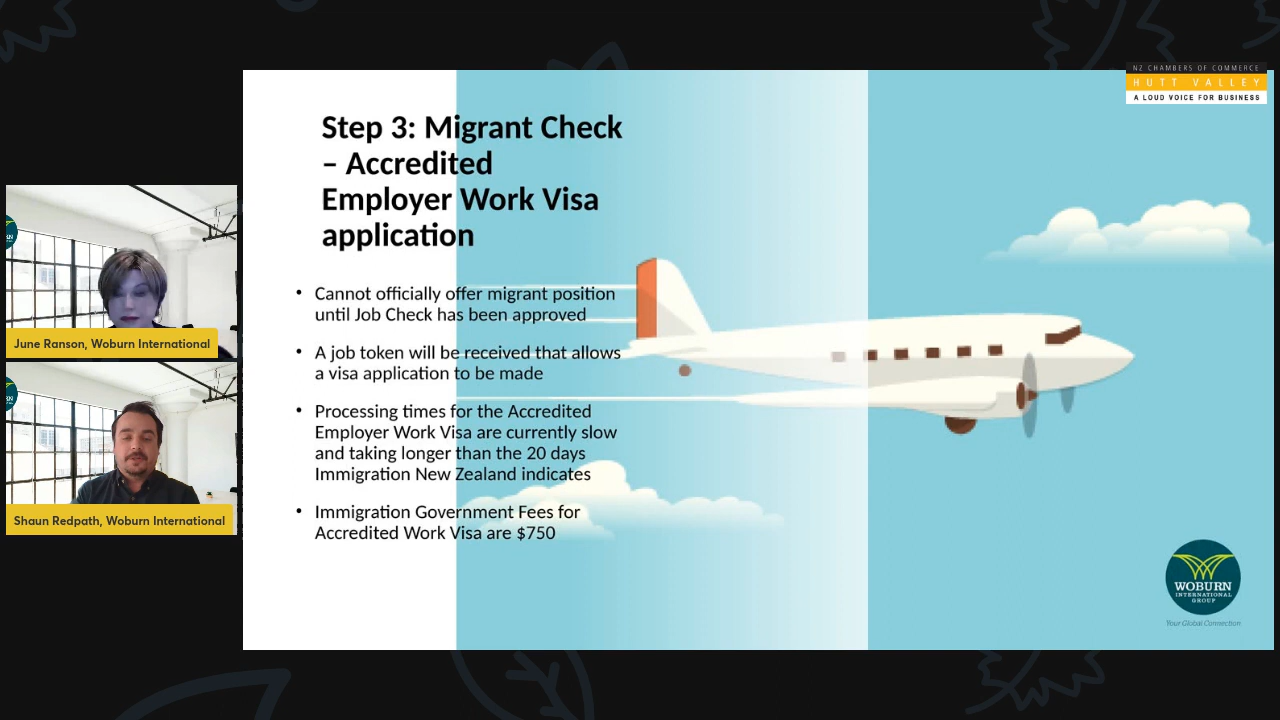 NZ CHAMBERS OF COMMERCE
HUTT VALLEY
A LOUD VOICE FOR BUSINESS
Step 3: Migrant Check
– Accredited
Employer Work Visa
application
• Cannot officially offer migrant position
until Job Check has been approved
• A job token will be received that allows
a visa application to be made
• Processing times for the Accredited
Employer Work Visa are currently slow
and taking longer than the 20 days
Immigration New Zealand indicates
• Immigration Government Fees for
Accredited Work Visa are $750
June Ranson, Woburn International
Shaun Redpath, Woburn International
WOBURN
INTERNATIONAL
GROUP
Your Global Connection